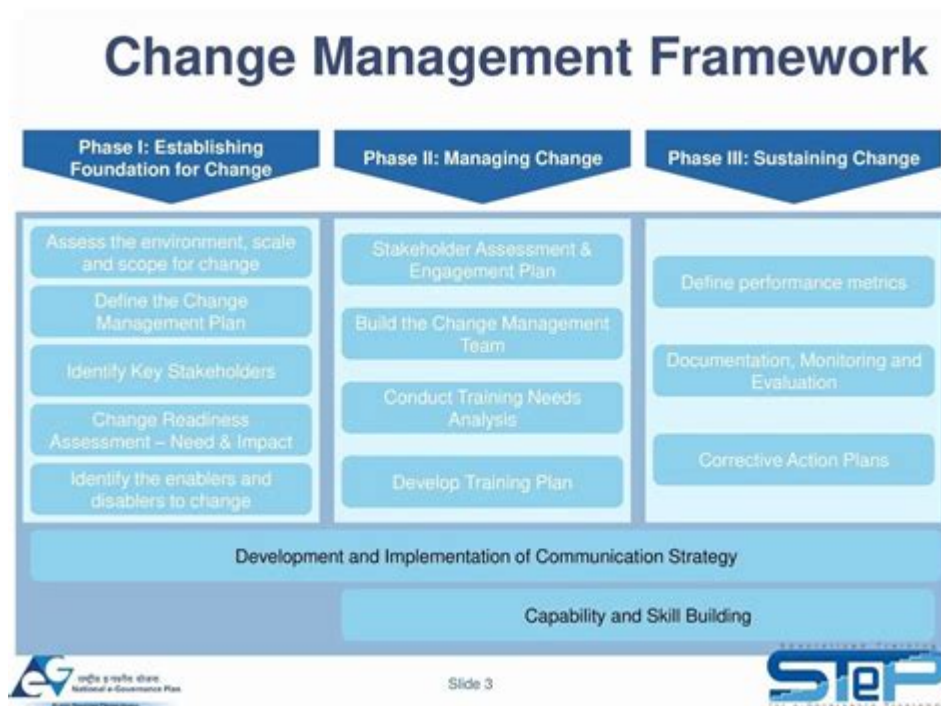 Change Management Framework
Phase I: Establishing
Foundation for Change
Assess the environment, scale
and scope for change
Define the Change
Management Plan
Identify Key Stakeholders
Change Readiness
Assessment – Need & Impact
Identify the enablers and
disablers to change
Phase II: Managing Change
Stakeholder Assessment &
Engagement Plan
Build the Change Management
Team
Conduct Training Needs
Analysis
Develop Training Plan
Phase III: Sustaining Change
Define performance metrics
Documentation, Monitoring and
Evaluation
Corrective Action Plans
Development and Implementation of Communication Strategy
Capability and Skill Building
National e-Governance Plan
Slide 3
Specialized Training
STeP